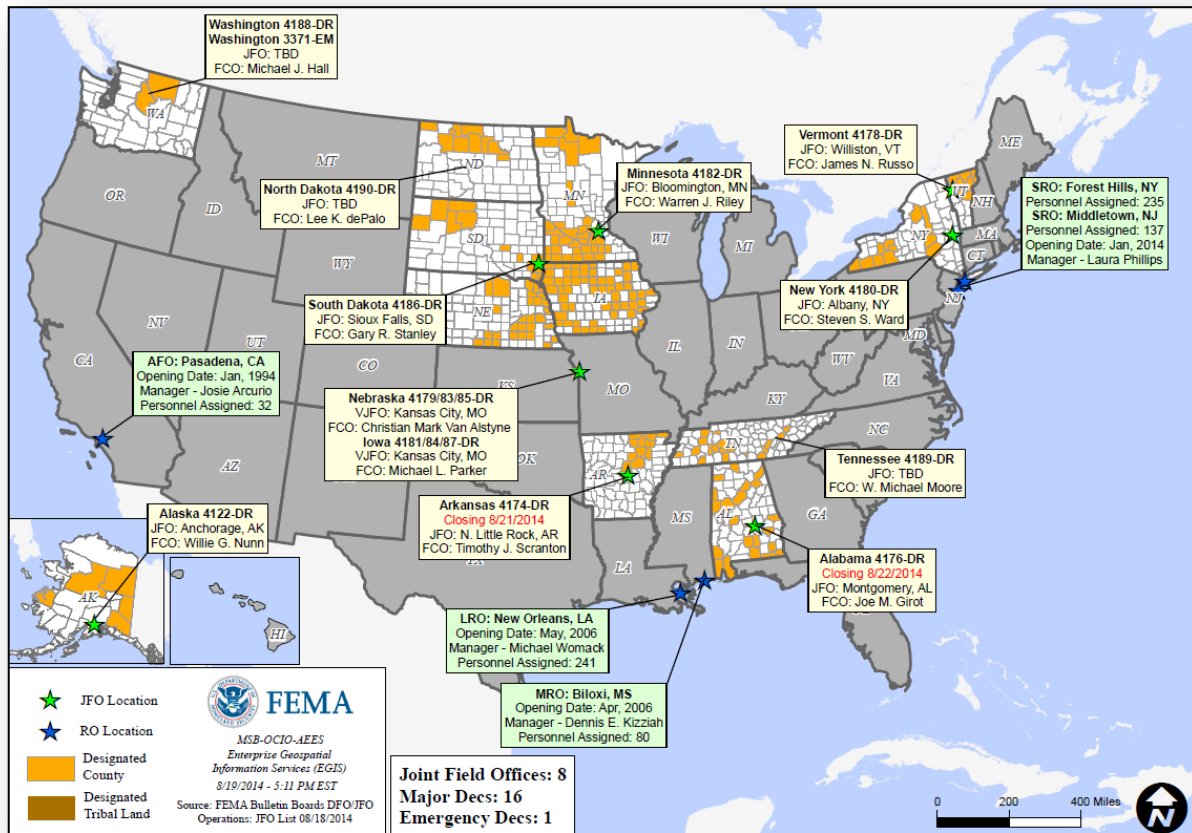 Washington 4188-DR
Washington 3371-EM
JFO: TBD
FCO: Michael J. Hall
WA
OR
ID
MT
WY
NV
UT
CA
CO
AZ
ND
SD
NE
MN
IA
WI
MI
IL
IN
MO
KS
OK
AR
LA
MS
AL
TN
KY
GA
NC
VA
WV
MD
NJ
NY
CT
MA
NH
VT
ME
North Dakota 4190-DR
JFO: TBD
FCO: Lee K. dePalo
Minnesota 4182-DR
JFO: Bloomington, MN
FCO: Warren J. Riley
Vermont 4178-DR
JFO: Williston, VT
FCO: James N. Russo
SRO: Forest Hills, NY
Personnel Assigned: 235
SRO: Middletown, NJ
Personnel Assigned: 137
Opening Date: Jan, 2014
Manager - Laura Phillips
South Dakota 4186-DR
JFO: Sioux Falls, SD
FCO: Gary R. Stanley
New York 4180-DR
JFO: Albany, NY
FCO: Steven S. Ward
AFO: Pasadena, CA
Opening Date: Jan, 1994
Manager - Josie Arcurio
Personnel Assigned: 32
Nebraska 4179/83/85-DR
VJFO: Kansas City, MO
FCO: Christian Mark Van Alstyne
Iowa 4181/84/87-DR
VJFO: Kansas City, MO
FCO: Michael L. Parker
Tennessee 4189-DR
JFO: TBD
FCO: W. Michael Moore
Arkansas 4174-DR
Closing 8/21/2014
JFO: N. Little Rock, AR
FCO: Timothy J. Scranton
Alaska 4122-DR
JFO: Anchorage, AK
FCO: Willie G. Nunn
AK
HI
Alabama 4176-DR
Closing 8/22/2014
JFO: Montgomery, AL
FCO: Joe M. Girot
LRO: New Orleans, LA
Opening Date: May, 2006
Manager - Michael Womack
Personnel Assigned: 241
MRO: Biloxi, MS
Opening Date: Apr, 2006
Manager - Dennis E. Kizziah
Personnel Assigned: 80
JFO Location
RO Location
Designated
County
Designated
Tribal Land
FEMA
MSB-OCIO-AEES
Enterprise Geospatial
Information Services (EGIS)
8/19/2014 - 5:11 PM EST
Source: FEMA Bulletin Boards DFO/JFO
Operations: JFO List 08/18/2014
Joint Field Offices: 8
Major Decs: 16
Emergency Decs: 1
0 200 400 Miles
N